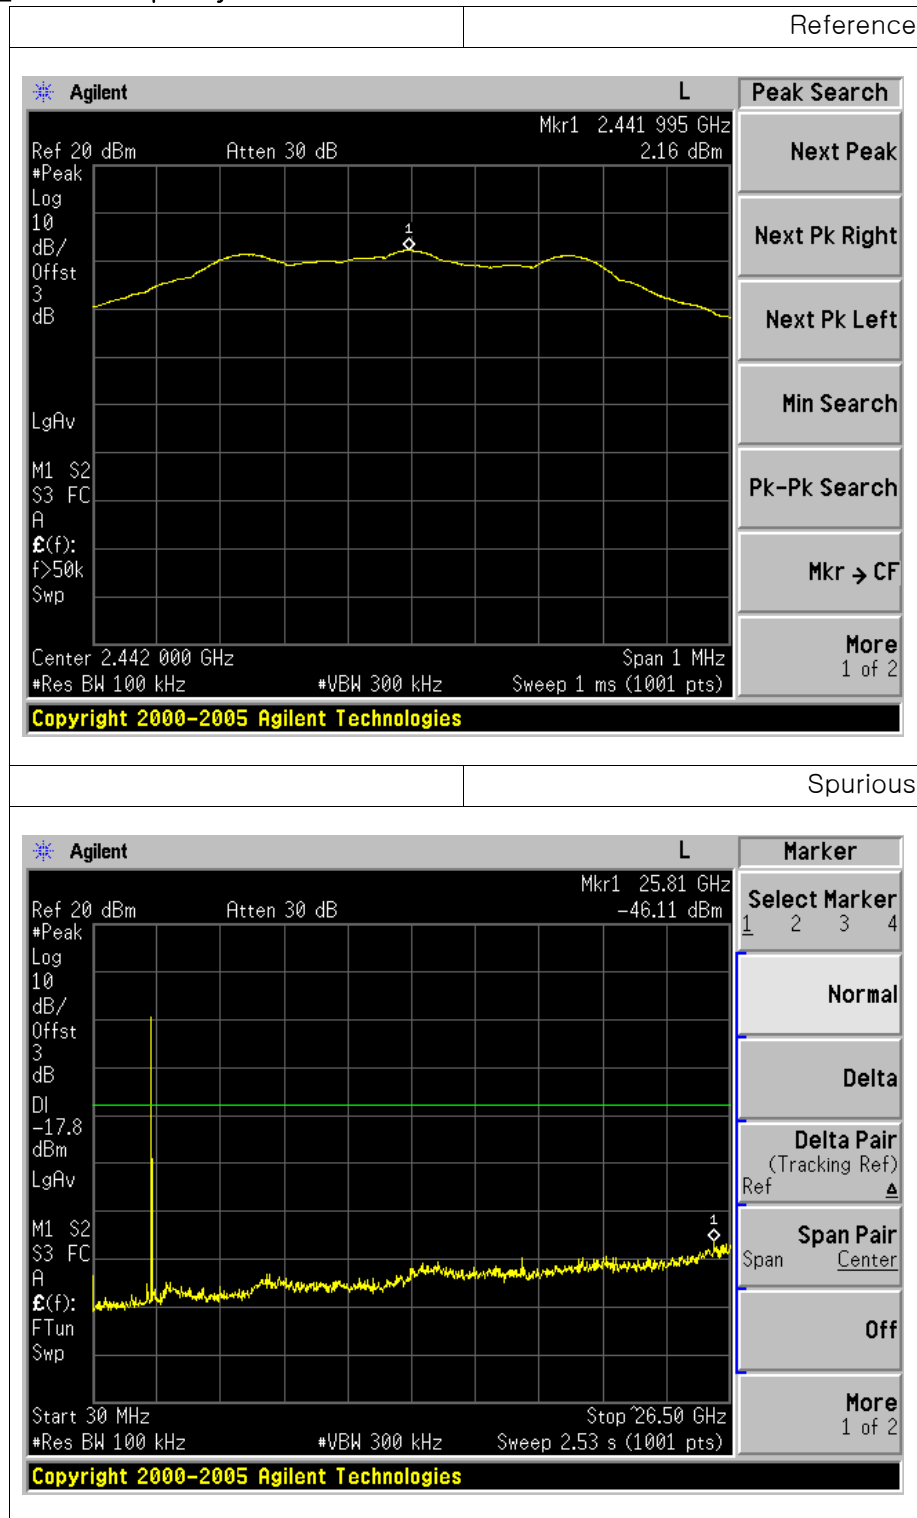 Reference
Agilent L Peak Search
Mkr1 2.441 995 GHz
Ref 20 dBm Atten 30 dB 2.16 dBm
#Peak
Log
10
dB/
Offst
3
dB
LgAv
M1 S2
S3 FC
A
£(f):
f>50k
Swp
1
Center 2.442 000 GHz Span 1 MHz
#Res BW 100 kHz #VBW 300 kHz Sweep 1 ms (1001 pts)
Copyright 2000-2005 Agilent Technologies
Next Peak
Next Pk Right
Next Pk Left
Min Search
Pk-Pk Search
Mkr → CF
More
1 of 2
Spurious
Agilent L Marker
Mkr1 25.81 GHz
Ref 20 dBm Atten 30 dB -46.11 dBm
#Peak
Log
10
dB/
Offst
3
dB
DI
-17.8
dBm
LgAv
M1 S2
S3 FC
A
£(f):
FTun
Swp
1
Start 30 MHz Stop 26.50 GHz
#Res BW 100 kHz #VBW 300 kHz Sweep 2.53 s (1001 pts)
Copyright 2000-2005 Agilent Technologies
Select Marker
1 2 3 4
Normal
Delta
Delta Pair
(Tracking Ref)
Ref Δ
Span Pair
Span Center
Off
More
1 of 2